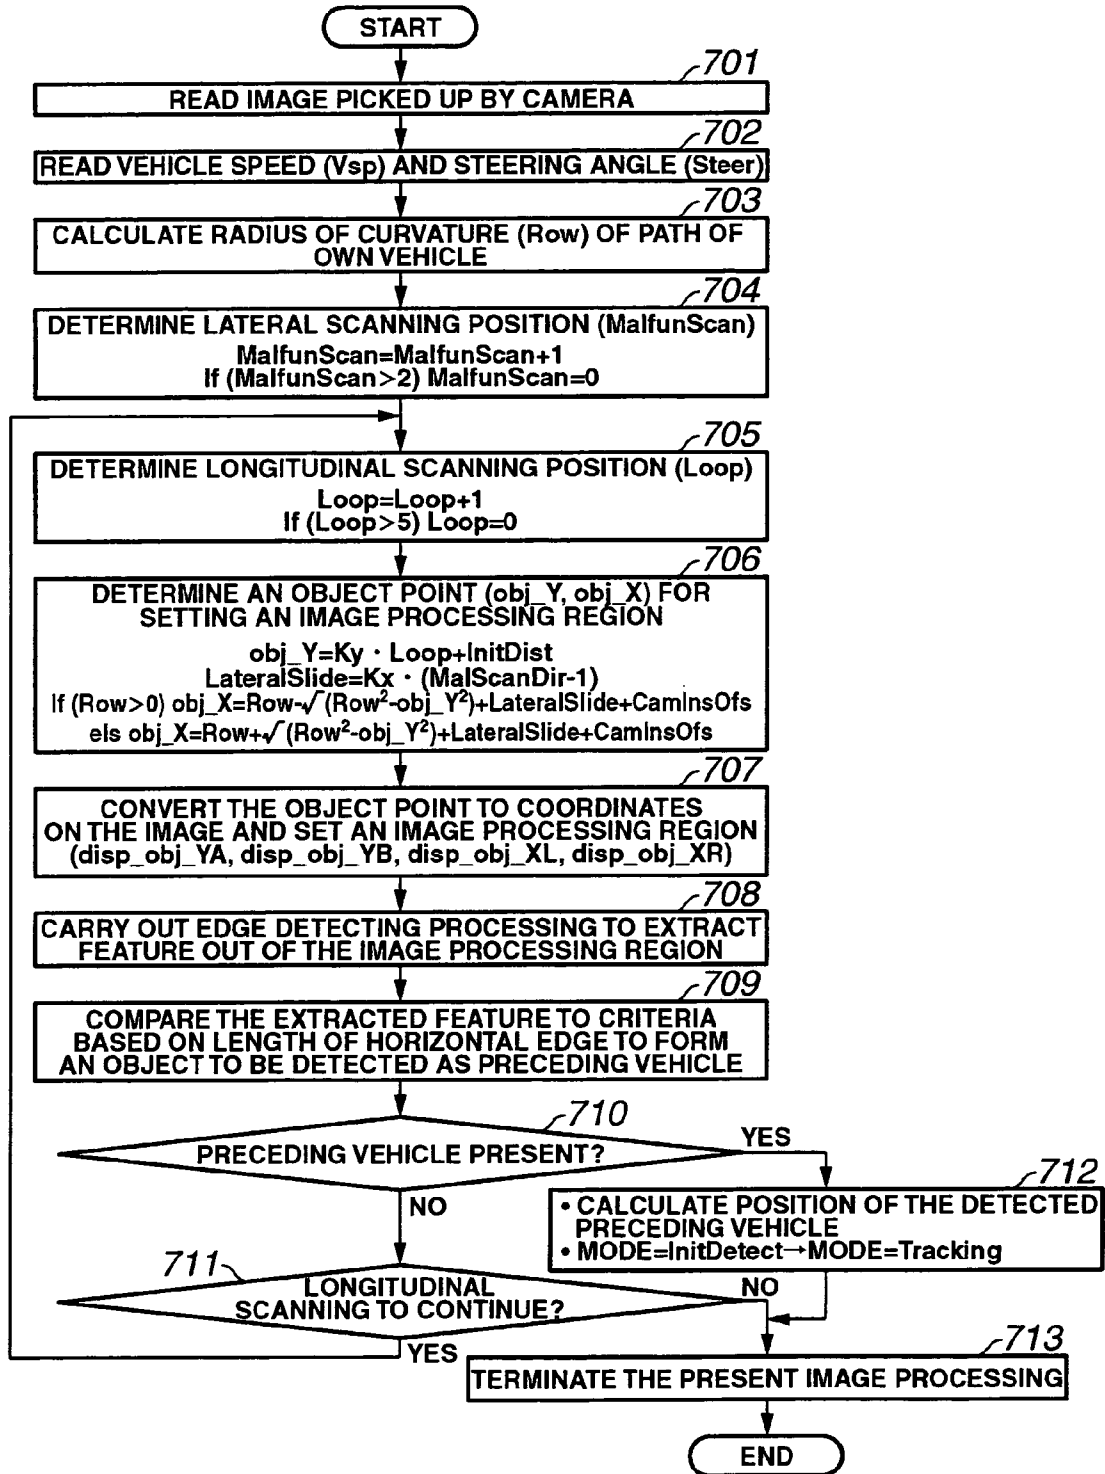 START
701
READ IMAGE PICKED UP BY CAMERA
702
READ VEHICLE SPEED (Vsp) AND STEERING ANGLE (Steer)
703
CALCULATE RADIUS OF CURVATURE (Row) OF PATH OF
OWN VEHICLE
704
DETERMINE LATERAL SCANNING POSITION (MalfunScan)
MalfunScan=MalfunScan+1
If (MalfunScan>2) MalfunScan=0
705
DETERMINE LONGITUDINAL SCANNING POSITION (Loop)
Loop=Loop+1
If (Loop>5) Loop=0
706
DETERMINE AN OBJECT POINT (obj_Y, obj_X) FOR
SETTING AN IMAGE PROCESSING REGION
obj_Y=Ky · Loop+InitDist
LateralSlide=Kx · (MalScanDir-1)
If (Row>0) obj_X=Row-√(Row²-obj_Y²)+LateralSlide+CamInsOfs
els obj_X=Row+√(Row²-obj_Y²)+LateralSlide+CamInsOfs
707
CONVERT THE OBJECT POINT TO COORDINATES
ON THE IMAGE AND SET AN IMAGE PROCESSING REGION
(disp_obj_YA, disp_obj_YB, disp_obj_XL, disp_obj_XR)
708
CARRY OUT EDGE DETECTING PROCESSING TO EXTRACT
FEATURE OUT OF THE IMAGE PROCESSING REGION
709
COMPARE THE EXTRACTED FEATURE TO CRITERIA
BASED ON LENGTH OF HORIZONTAL EDGE TO FORM
AN OBJECT TO BE DETECTED AS PRECEDING VEHICLE
710
PRECEDING VEHICLE PRESENT?
YES
NO
712
• CALCULATE POSITION OF THE DETECTED
PRECEDING VEHICLE
• MODE=InitDetect→MODE=Tracking
711
LONGITUDINAL
SCANNING TO CONTINUE?
NO
YES
713
TERMINATE THE PRESENT IMAGE PROCESSING
END